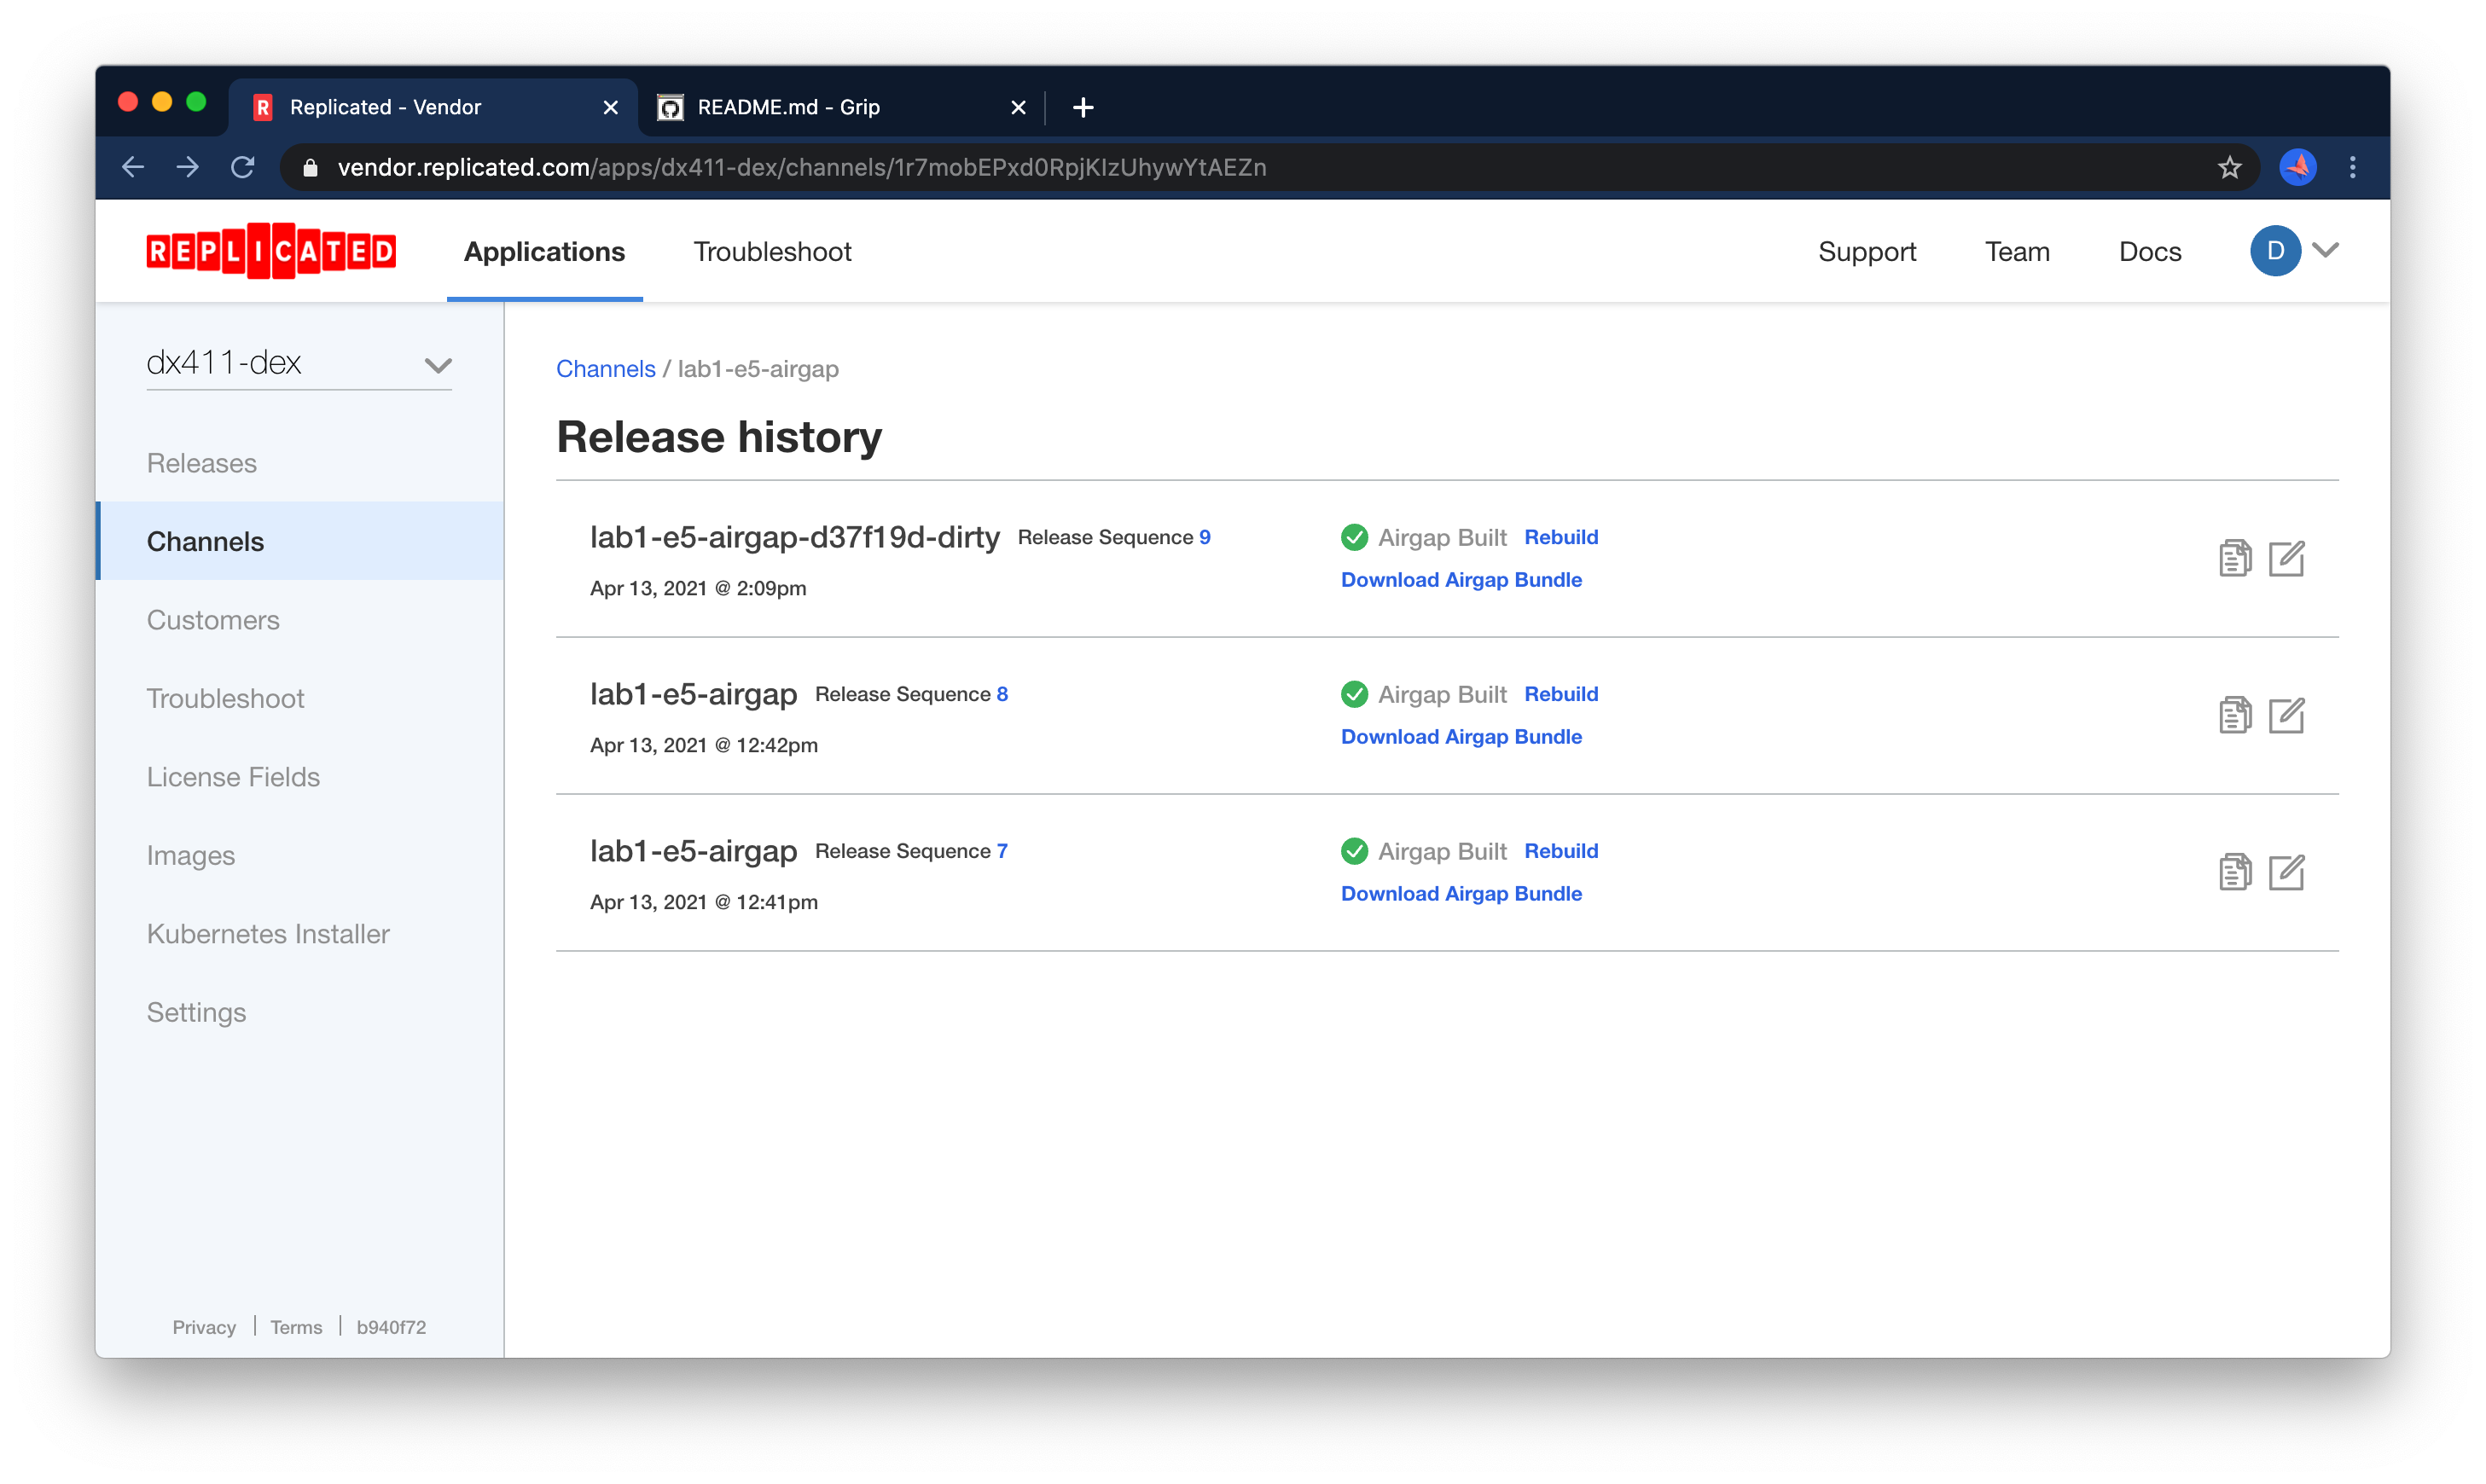 Replicated - Vendor
README.md - Grip
vendor.replicated.com/apps/dx411-dex/channels/1r7mobEPxd0RpjKIzUhywYtAEZn
REPLICATED
Applications
Troubleshoot
Support
Team
Docs
D
dx411-dex
Releases
Channels
Customers
Troubleshoot
License Fields
Images
Kubernetes Installer
Settings
Privacy | Terms | b940f72
Channels / lab1-e5-airgap
Release history
lab1-e5-airgap-d37f19d-dirty Release Sequence 9
Apr 13, 2021 @ 2:09pm
Airgap Built Rebuild
Download Airgap Bundle
lab1-e5-airgap Release Sequence 8
Apr 13, 2021 @ 12:42pm
Airgap Built Rebuild
Download Airgap Bundle
lab1-e5-airgap Release Sequence 7
Apr 13, 2021 @ 12:41pm
Airgap Built Rebuild
Download Airgap Bundle